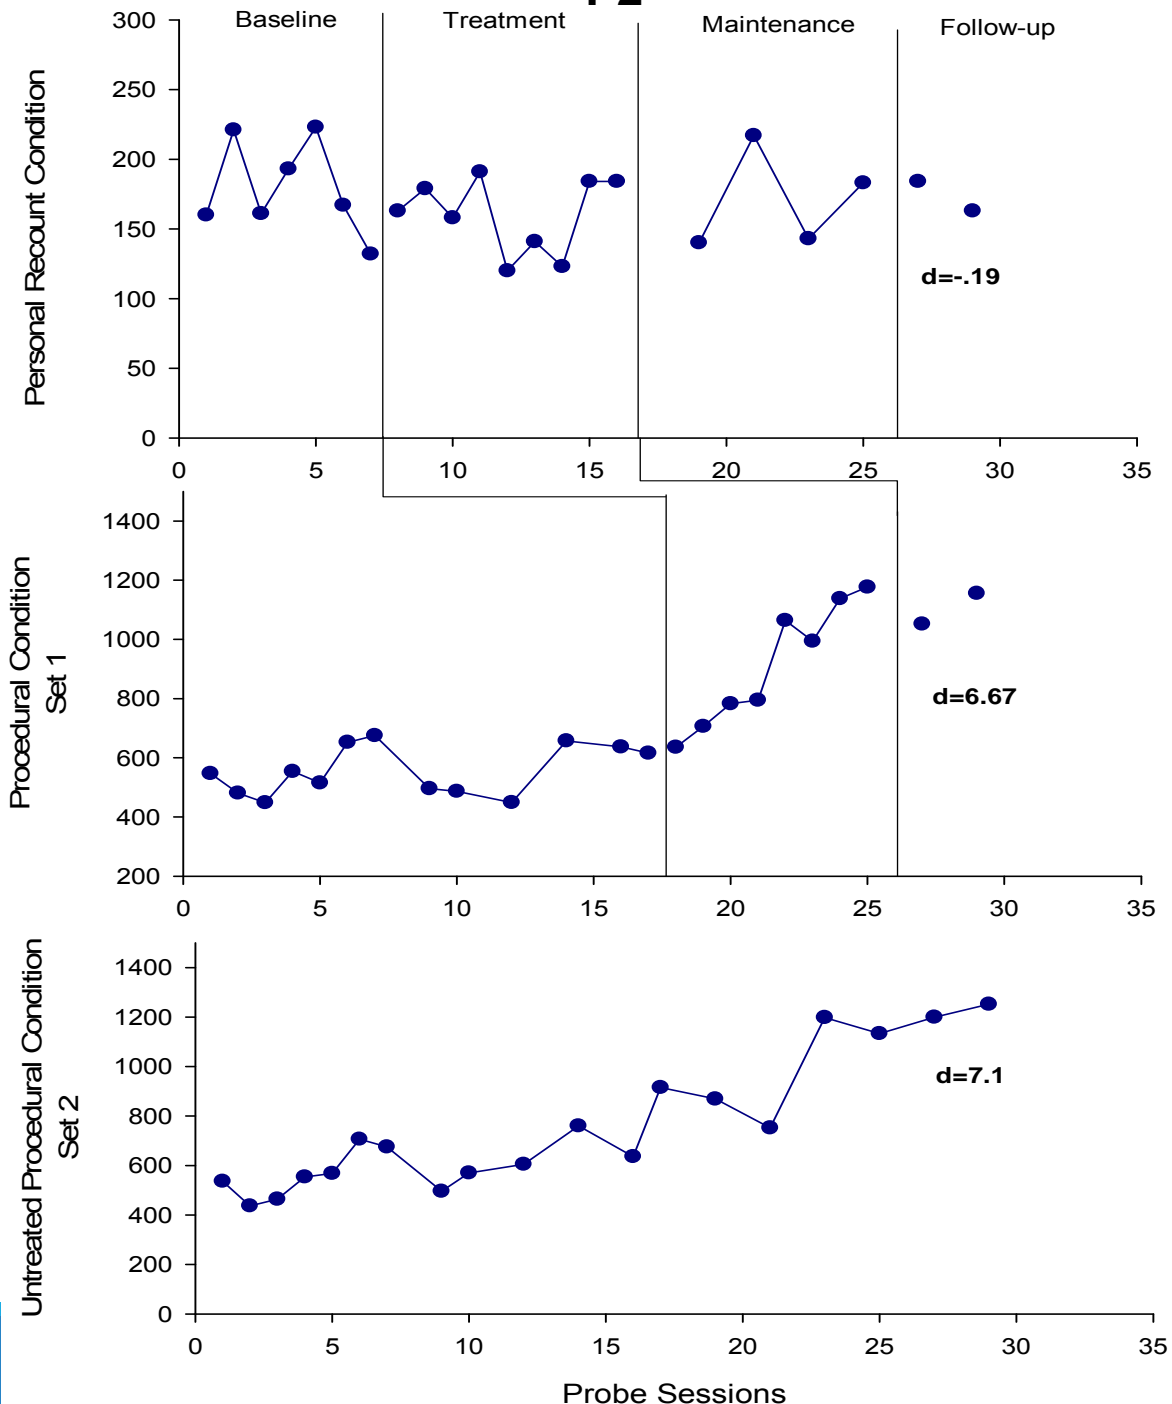 Baseline Treatment Maintenance Follow-up
Personal Recount Condition
300
250
200
150
100
50
0
d=-.19
0 5 10 15 20 25 30 35
Procedural Condition
Set 1
1400
1200
1000
800
600
400
200
d=6.67
0 5 10 15 20 25 30 35
Untreated Procedural Condition
Set 2
1400
1200
1000
800
600
400
200
0
d=7.1
0 5 10 15 20 25 30 35
Probe Sessions